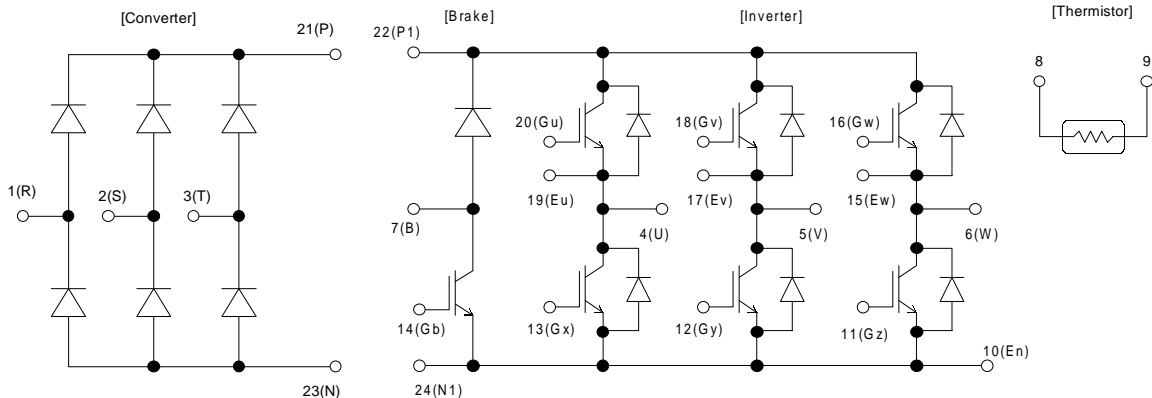 [Converter]
[Brake]
[Inverter]
[Thermistor]
21(P)
22(P1)
8
9
20(Gu)
18(Gv)
16(Gw)
1(R)
2(S)
3(T)
19(Eu)
17(Ev)
15(Ew)
7(B)
4(U)
5(V)
6(W)
14(Gb)
13(Gx)
12(Gy)
11(Gz)
10(En)
23(N)
24(N1)